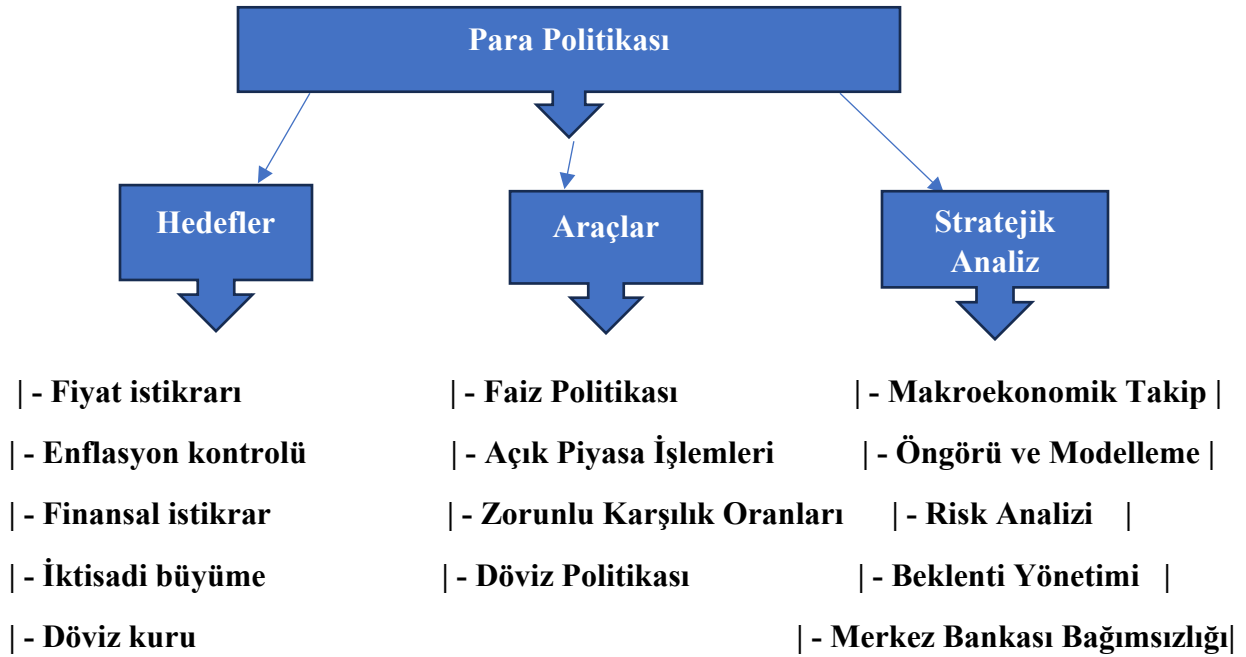 Para Politikası
Hedefler
Araçlar
Stratejik
Analiz
| - Fiyat istikrarı | - Faiz Politikası | - Makroekonomik Takip |
| - Enflasyon kontrolü | - Açık Piyasa İşlemleri | - Öngörü ve Modelleme |
| - Finansal istikrar | - Zorunlu Karşılık Oranları | - Risk Analizi |
| - İktisadi büyüme | - Döviz Politikası | - Beklenti Yönetimi |
| - Döviz kuru | - Merkez Bankası Bağımsızlığı|